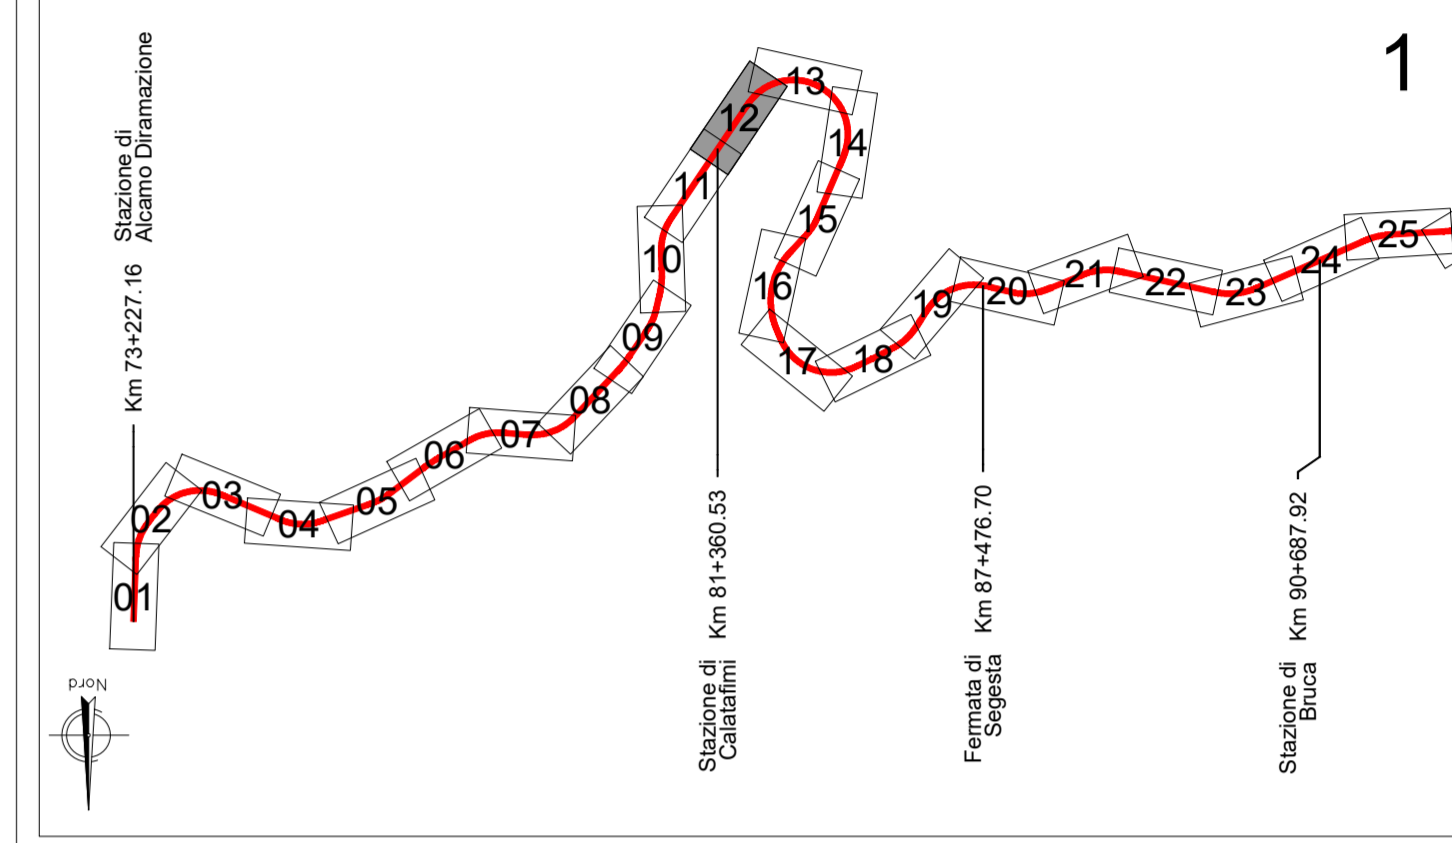 1
Stazione di
Alcamo Diramazione
Km 73+227.16
01
02
03
04
05
06
07
08
09
10
11
12
13
14
15
16
17
18
19
20
21
22
23
24
25
Stazione di
Calatafimi
Km 81+360.53
Fermata di
Segesta
Km 87+476.70
Stazione di
Bruca
Km 90+687.92
Nord